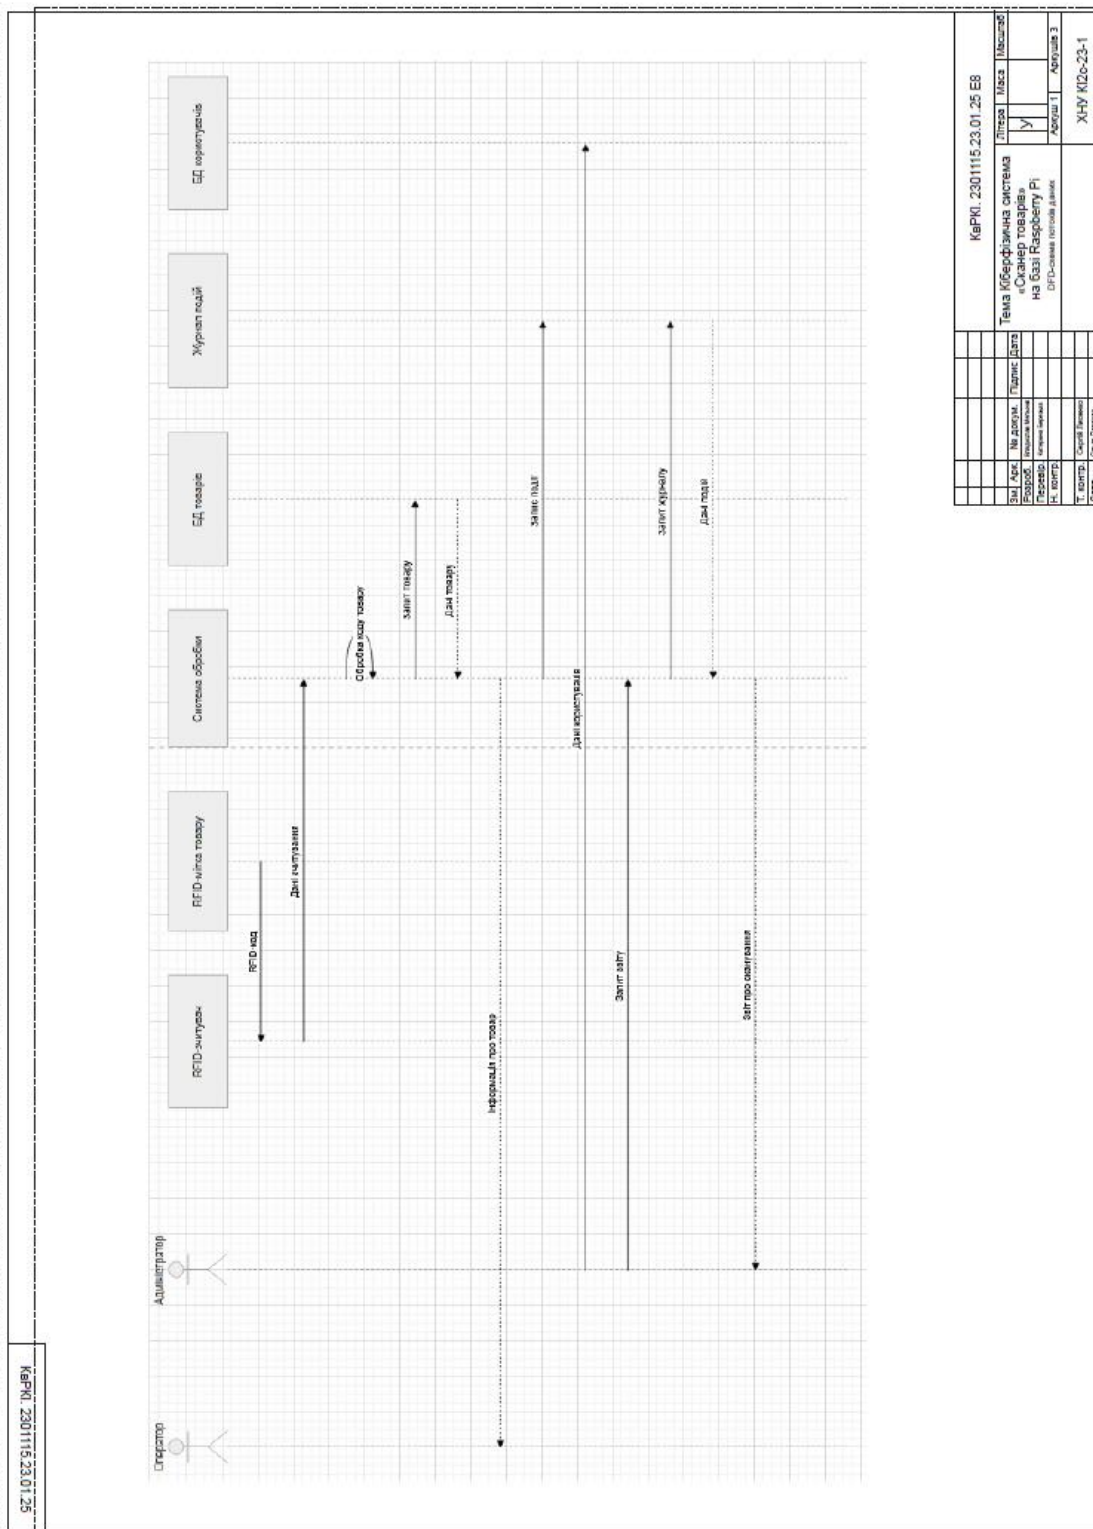 Оператор
Адміністратор
RFID-зчитувач
RFID-мітка товару
Система обробки
БД товарів
Журнал подій
БД користувачів
RFID-код
Дані зчитування
Обробка коду товару
Запит товару
Дані товару
Інформація про товар
Запис події
Дані користувачів
Запит звіту
Запит журналу
Дані подій
Звіт про сканування
КвРКІ. 2301115.23.01.25 Е8
Тема Кіберфізична система
«Сканер товарів»
на базі Raspberry Pi
DFD-схема потоків даних
Літера Маса Масштаб
У
Аркуш 1 Аркушів 3
ХНУ КІ2с-23-1
Зм. Арк. № докум. Підпис Дата
Розроб.
Перевір.
Н. контр.
Т. контр. Сергій Лисенко
КвРКІ. 2301115.23.01.25